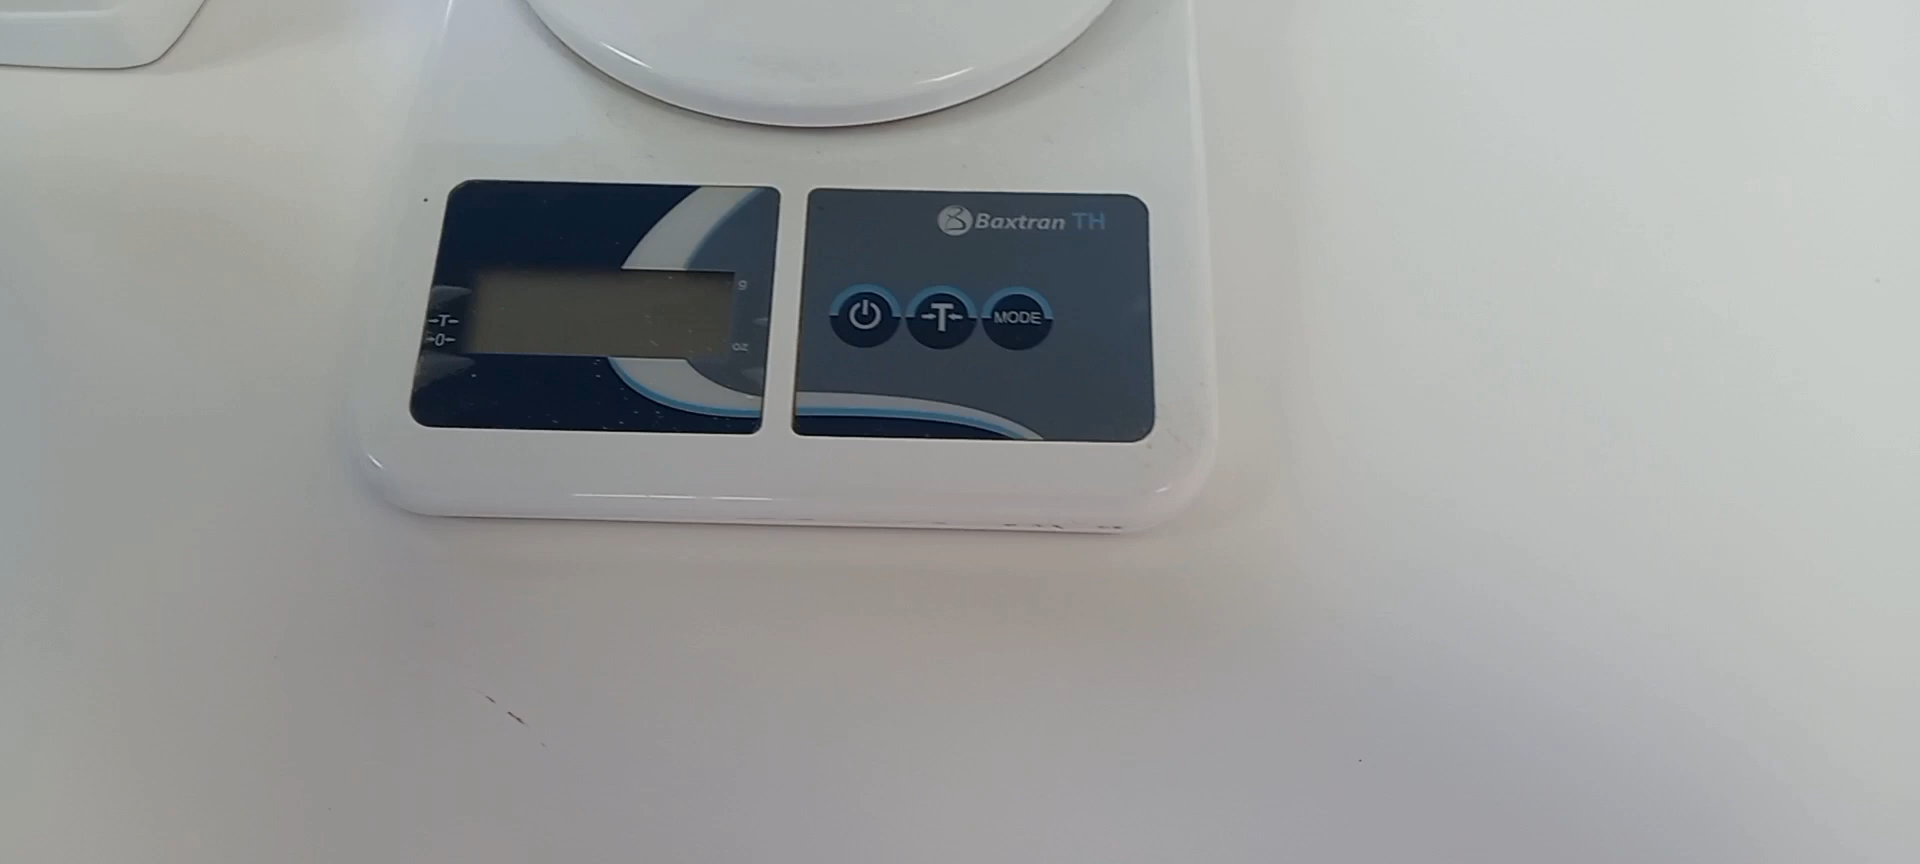 Baxtran TH
g
→T←
→0←
oz
→T←
MODE